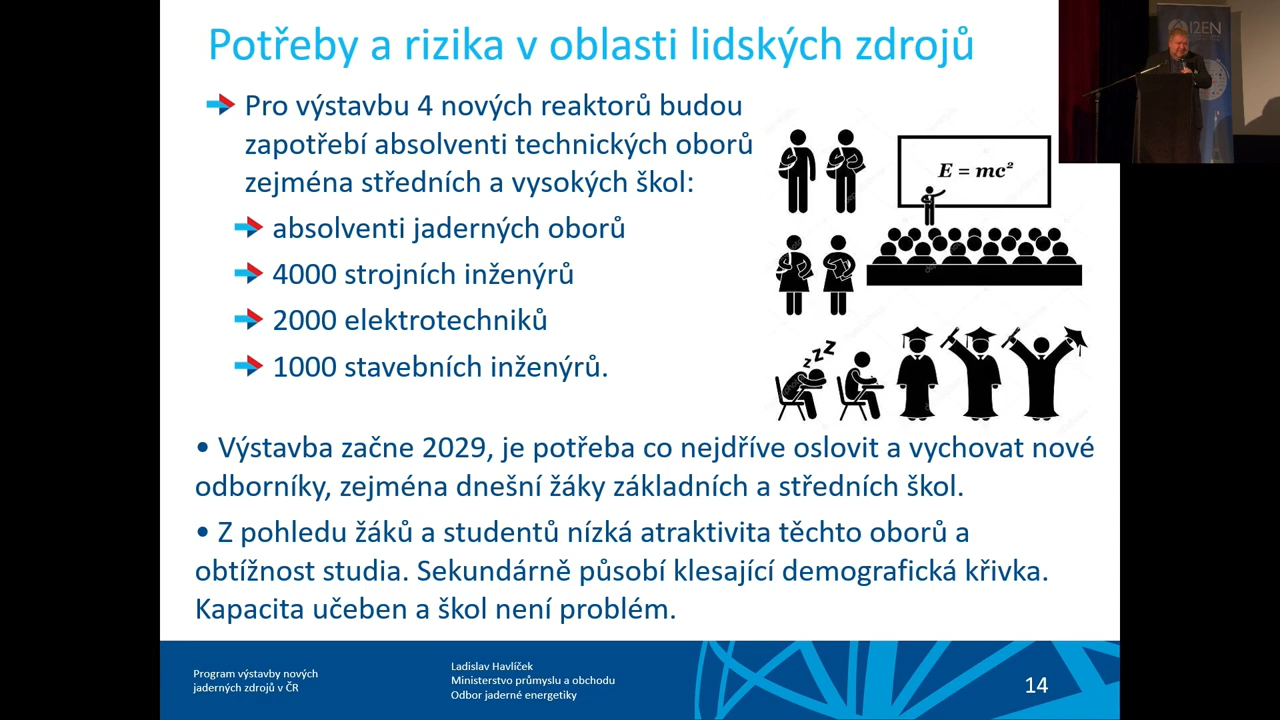 Potřeby a rizika v oblasti lidských zdrojů
Pro výstavbu 4 nových reaktorů budou
zapotřebí absolventi technických oborů
zejména středních a vysokých škol:
absolventi jaderných oborů
4000 strojních inženýrů
2000 elektrotechniků
1000 stavebních inženýrů.
E = mc²
zzZZ
• Výstavba začne 2029, je potřeba co nejdříve oslovit a vychovat nové
odborníky, zejména dnešní žáky základních a středních škol.
• Z pohledu žáků a studentů nízká atraktivita těchto oborů a
obtížnost studia. Sekundárně působí klesající demografická křivka.
Kapacita učeben a škol není problém.
Program výstavby nových
jaderných zdrojů v ČR
Ladislav Havlíček
Ministerstvo průmyslu a obchodu
Odbor jaderné energetiky
14
I2EN